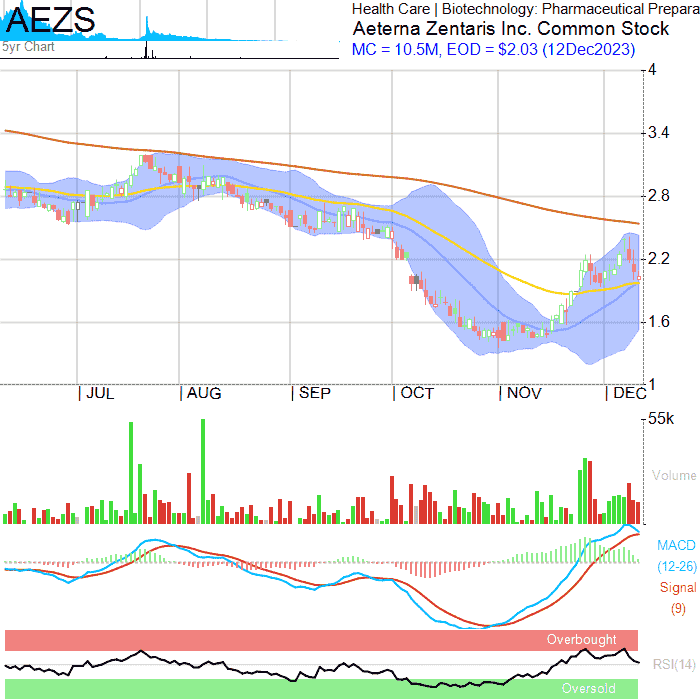 AEZS
5yr Chart
Health Care | Biotechnology: Pharmaceutical Prepara
Aeterna Zentaris Inc. Common Stock
MC = 10.5M, EOD = $2.03 (12Dec2023)
4
3.4
2.8
2.2
1.6
1
| JUL | AUG | SEP | OCT | NOV | DEC
55k
Volume
MACD
(12-26)
Signal
(9)
Overbought
RSI(14)
Oversold